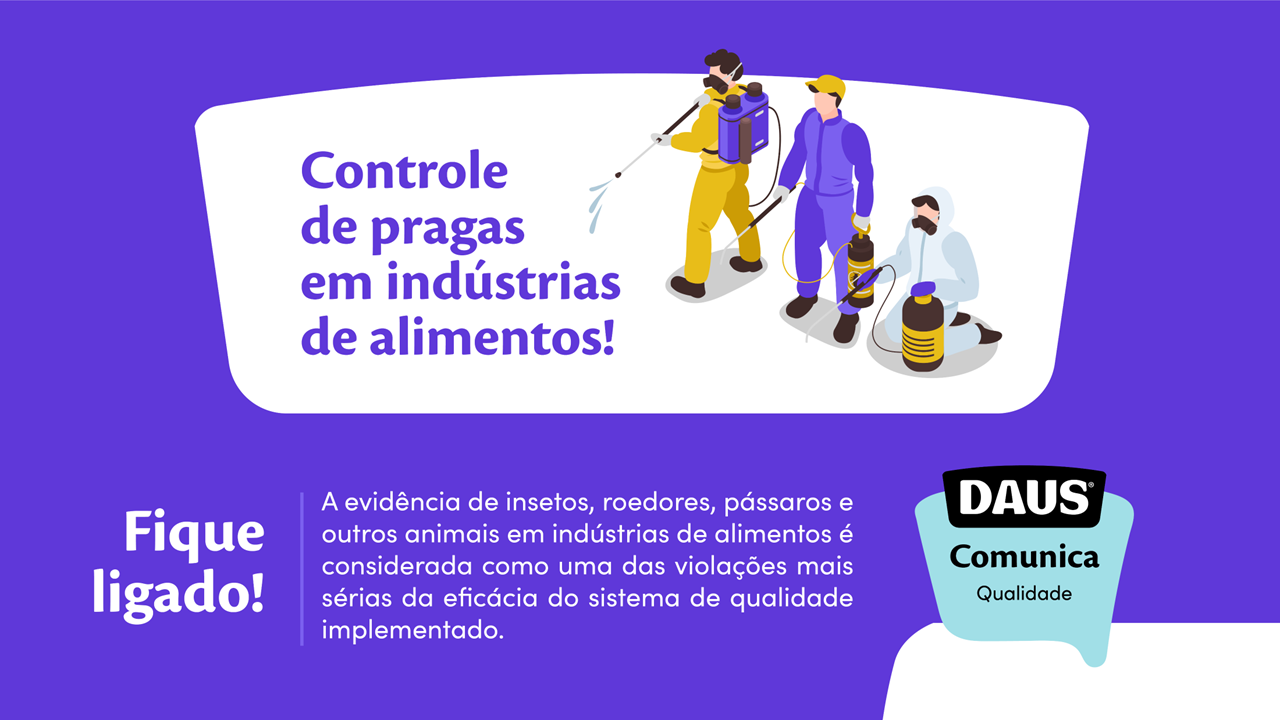 Controle
de pragas
em indústrias
de alimentos!
Fique
ligado!
A evidência de insetos, roedores, pássaros e
outros animais em indústrias de alimentos é
considerada como uma das violações mais
sérias da eficácia do sistema de qualidade
implementado.
DAUS®
Comunica
Qualidade